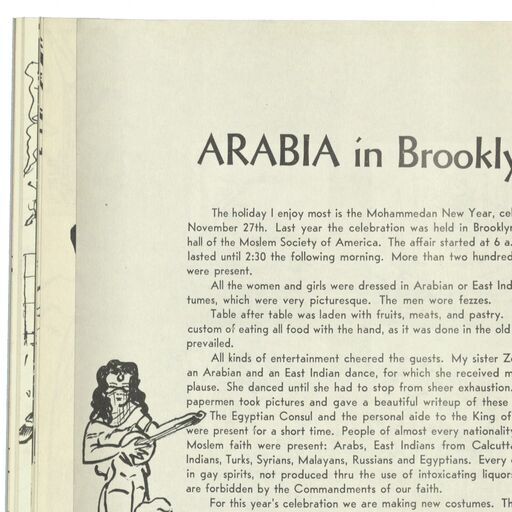 ARABIA in Brookly
The holiday I enjoy most is the Mohammedan New Year, cel
November 27th. Last year the celebration was held in Brooklyn
hall of the Moslem Society of America. The affair started at 6 a.
lasted until 2:30 the following morning. More than two hundred
were present.
All the women and girls were dressed in Arabian or East Ind
tumes, which were very picturesque. The men wore fezzes.
Table after table was laden with fruits, meats, and pastry.
custom of eating all food with the hand, as it was done in the old
prevailed.
All kinds of entertainment cheered the guests. My sister Z
an Arabian and an East Indian dance, for which she received m
plause. She danced until she had to stop from sheer exhaustion.
papermen took pictures and gave a beautiful writeup of these
The Egyptian Consul and the personal aide to the King of
were present for a short time. People of almost every nationality
Moslem faith were present: Arabs, East Indians from Calcutta
Indians, Turks, Syrians, Malayans, Russians and Egyptians. Every
in gay spirits, not produced thru the use of intoxicating liquors
are forbidden by the Commandments of our faith.
For this year's celebration we are making new costumes. Th